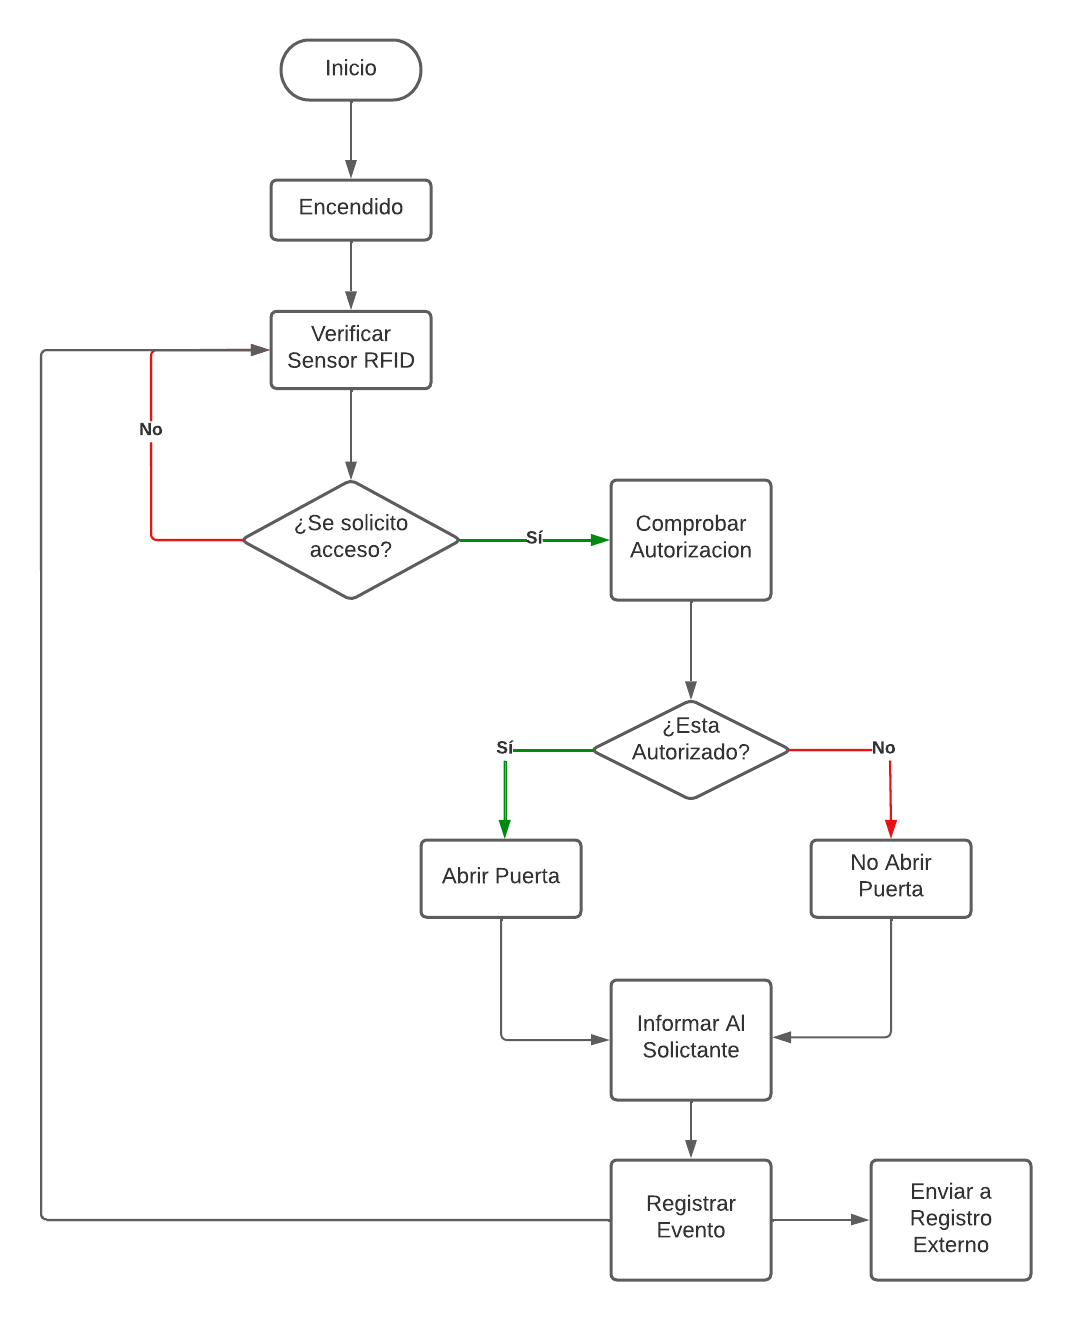 Inicio
Encendido
Verificar
Sensor RFID
No
¿Se solicito
acceso?
Sí
Comprobar
Autorizacion
¿Esta
Autorizado?
Sí
No
Abrir Puerta
No Abrir
Puerta
Informar Al
Solictante
Registrar
Evento
Enviar a
Registro
Externo